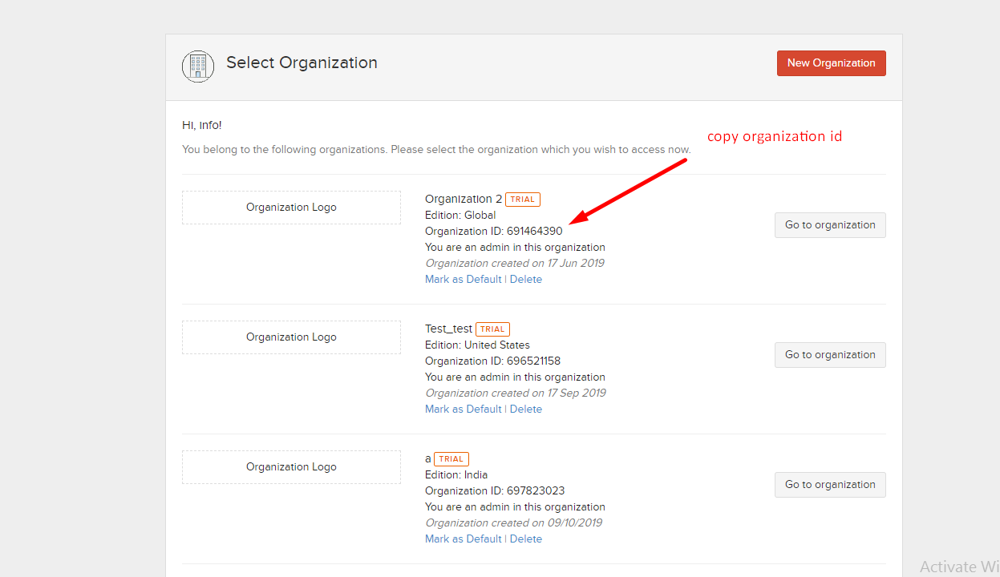 Select Organization
New Organization
Hi, info!
copy organization id
You belong to the following organizations. Please select the organization which you wish to access now.
Organization Logo
Organization 2 TRIAL
Edition: Global
Organization ID: 691464390
You are an admin in this organization
Organization created on 17 Jun 2019
Mark as Default | Delete
Go to organization
Organization Logo
Test_test TRIAL
Edition: United States
Organization ID: 696521158
You are an admin in this organization
Organization created on 17 Sep 2019
Mark as Default | Delete
Go to organization
Organization Logo
a TRIAL
Edition: India
Organization ID: 697823023
You are an admin in this organization
Organization created on 09/10/2019
Mark as Default | Delete
Go to organization
Activate Wi